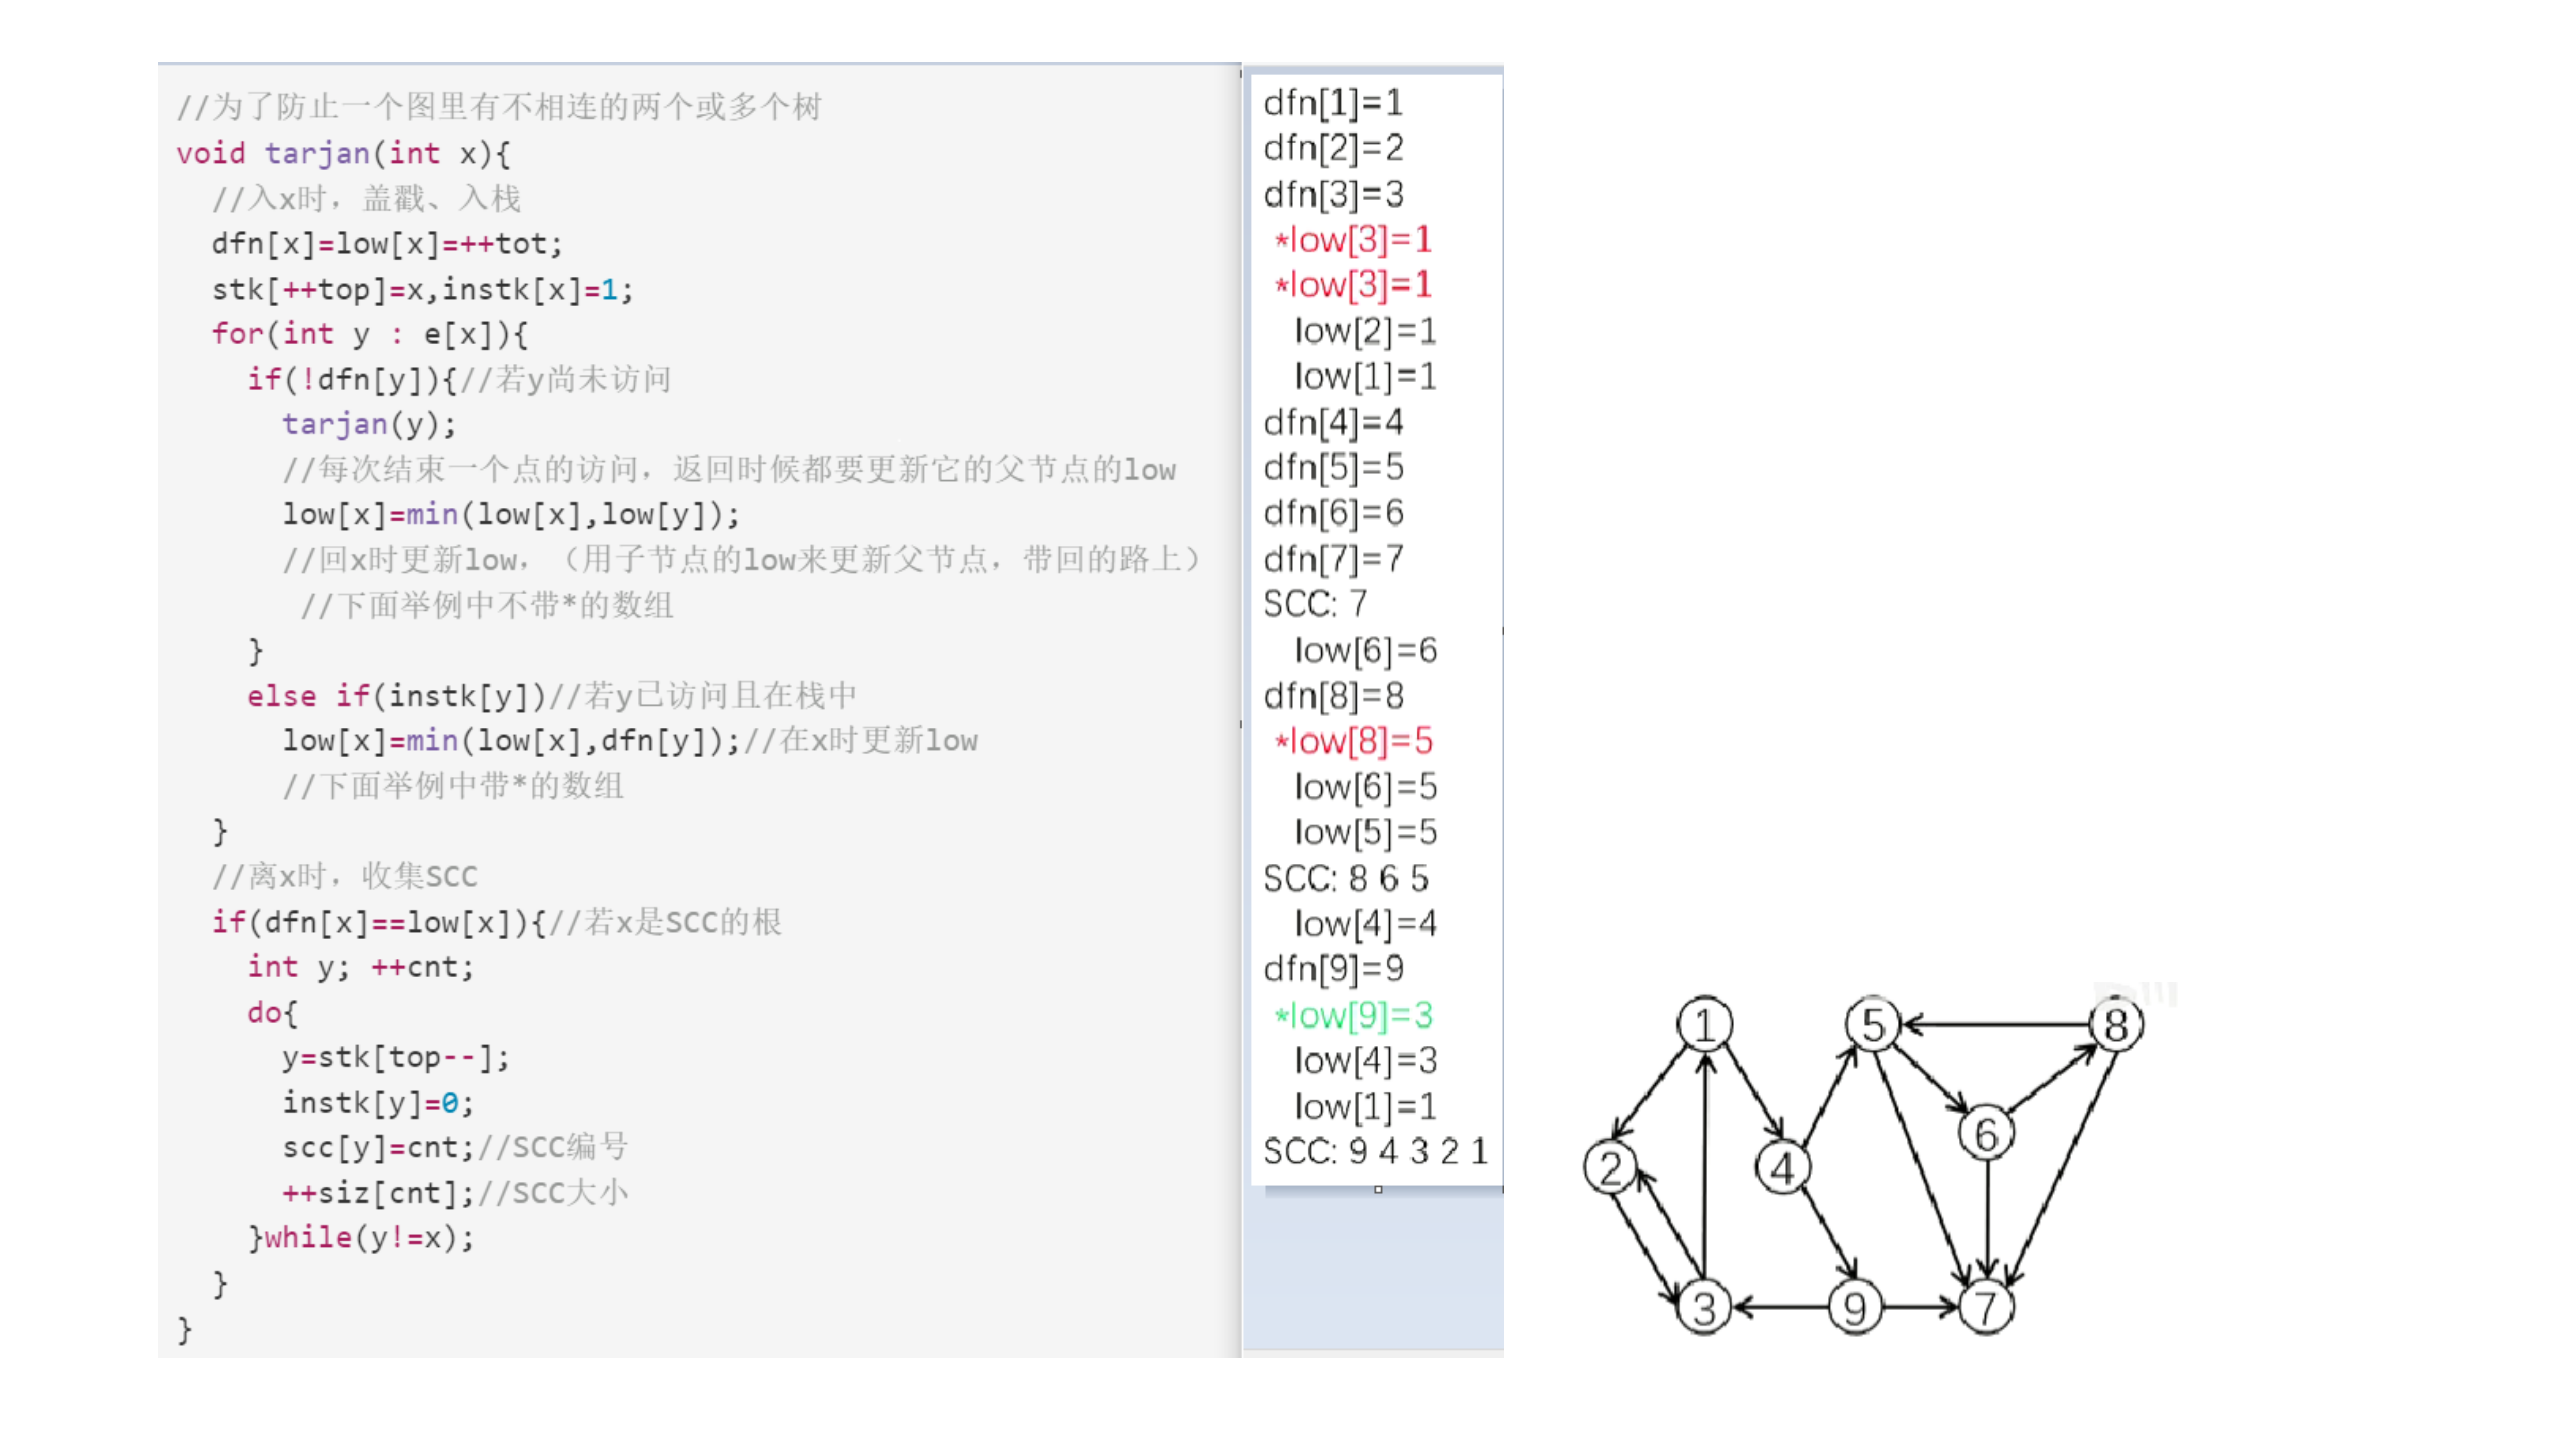 //为了防止一个图里有不相连的两个或多个树
void tarjan(int x){
//入x时，盖戳、入栈
dfn[x]=low[x]=++tot;
stk[++top]=x,instk[x]=1;
for(int y : e[x]){
if(!dfn[y]){//若y尚未访问
tarjan(y);
//每次结束一个点的访问，返回时候都要更新它的父节点的low
low[x]=min(low[x],low[y]);
//回x时更新low，（用子节点的low来更新父节点，带回的路上）
//下面举例中不带*的数组
}
else if(instk[y])//若y已访问且在栈中
low[x]=min(low[x],dfn[y]);//在x时更新low
//下面举例中带*的数组
}
//离x时，收集SCC
if(dfn[x]==low[x]){//若x是SCC的根
int y; ++cnt;
do{
y=stk[top--];
instk[y]=0;
scc[y]=cnt;//SCC编号
++siz[cnt];//SCC大小
}while(y!=x);
}
}
dfn[1]=1
dfn[2]=2
dfn[3]=3
*low[3]=1
*low[3]=1
low[2]=1
low[1]=1
dfn[4]=4
dfn[5]=5
dfn[6]=6
dfn[7]=7
SCC: 7
low[6]=6
dfn[8]=8
*low[8]=5
low[6]=5
low[5]=5
SCC: 8 6 5
low[4]=4
dfn[9]=9
*low[9]=3
low[4]=3
low[1]=1
SCC: 9 4 3 2 1
1
5
8
6
2
4
3
9
7